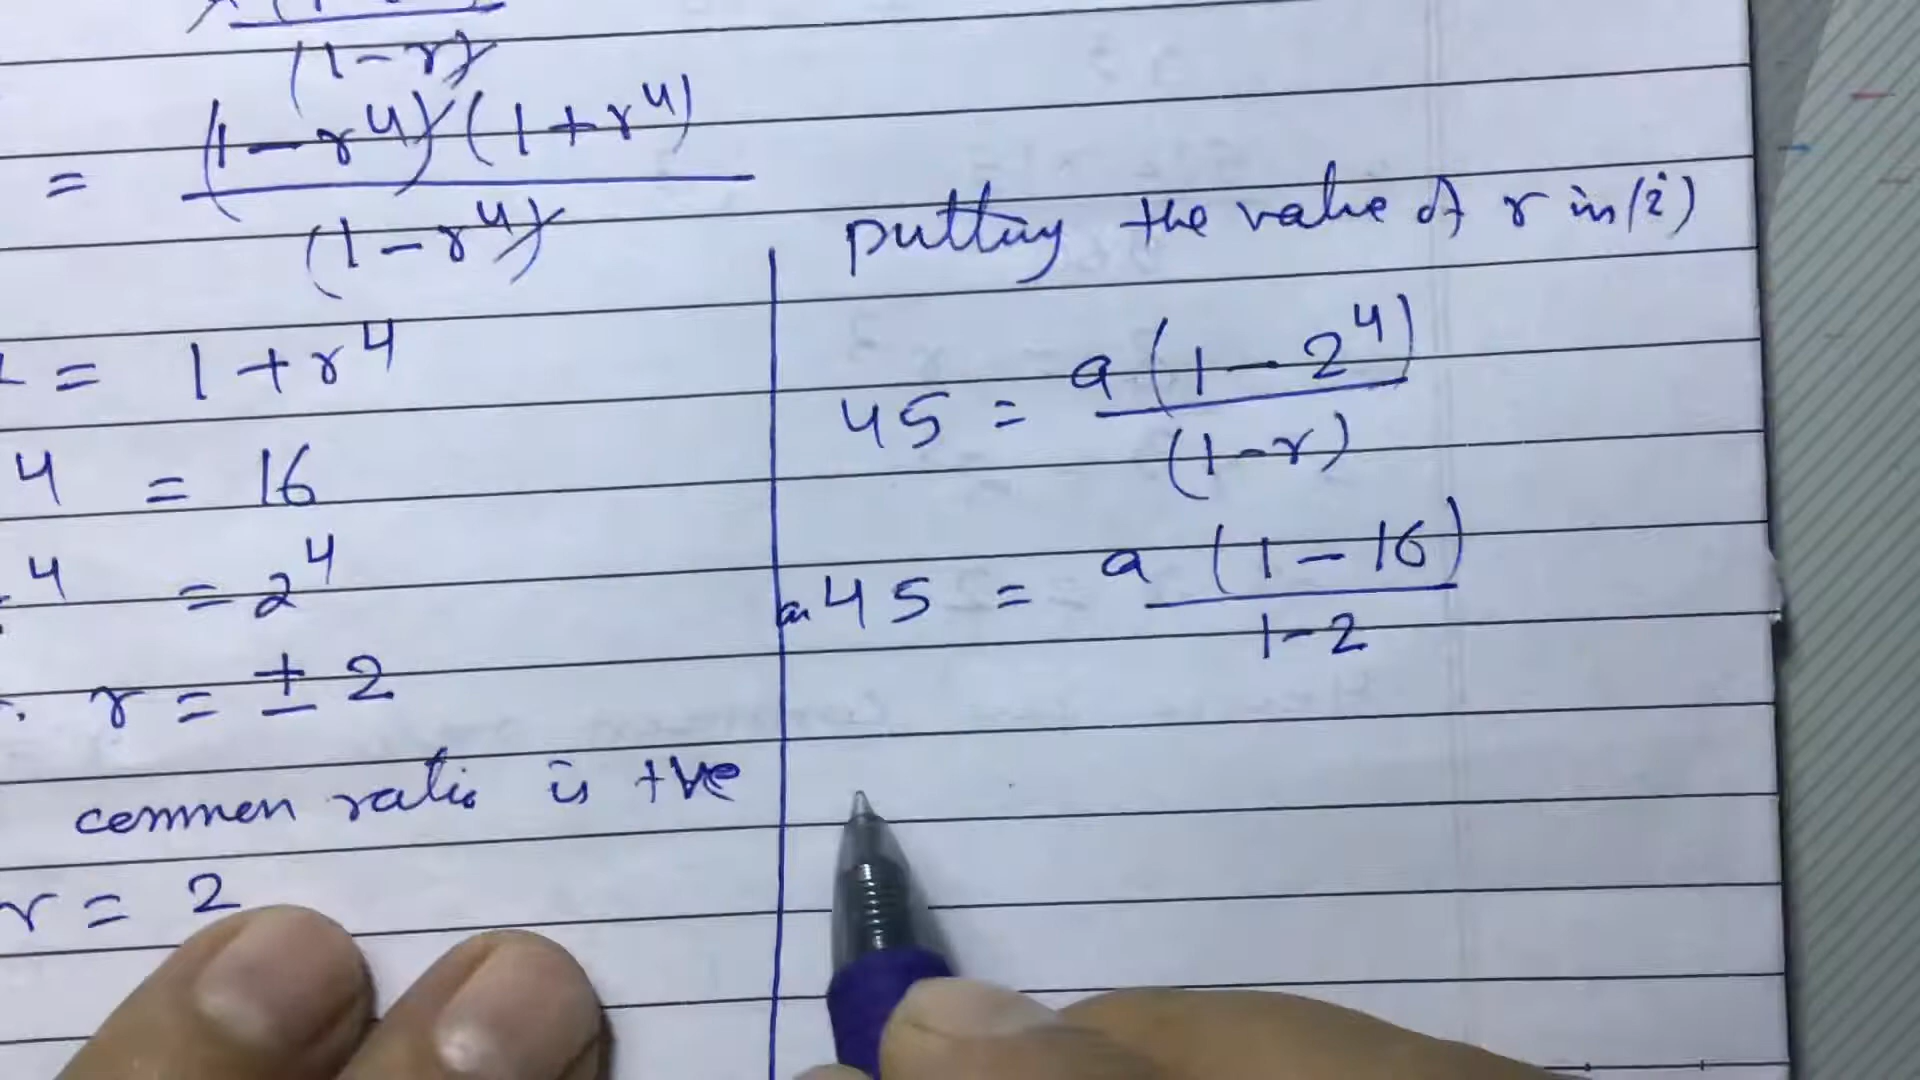 (1-r)
= (1-r⁴)(1+r⁴)
(1-r⁴)
= 1+r⁴
4 = 16
4 = 2⁴
r = ± 2
common ratio is +ve
r = 2
putting the value of r in (i)
45 = a(1-2⁴)
(1-r)
45 = a (1-16)
1-2